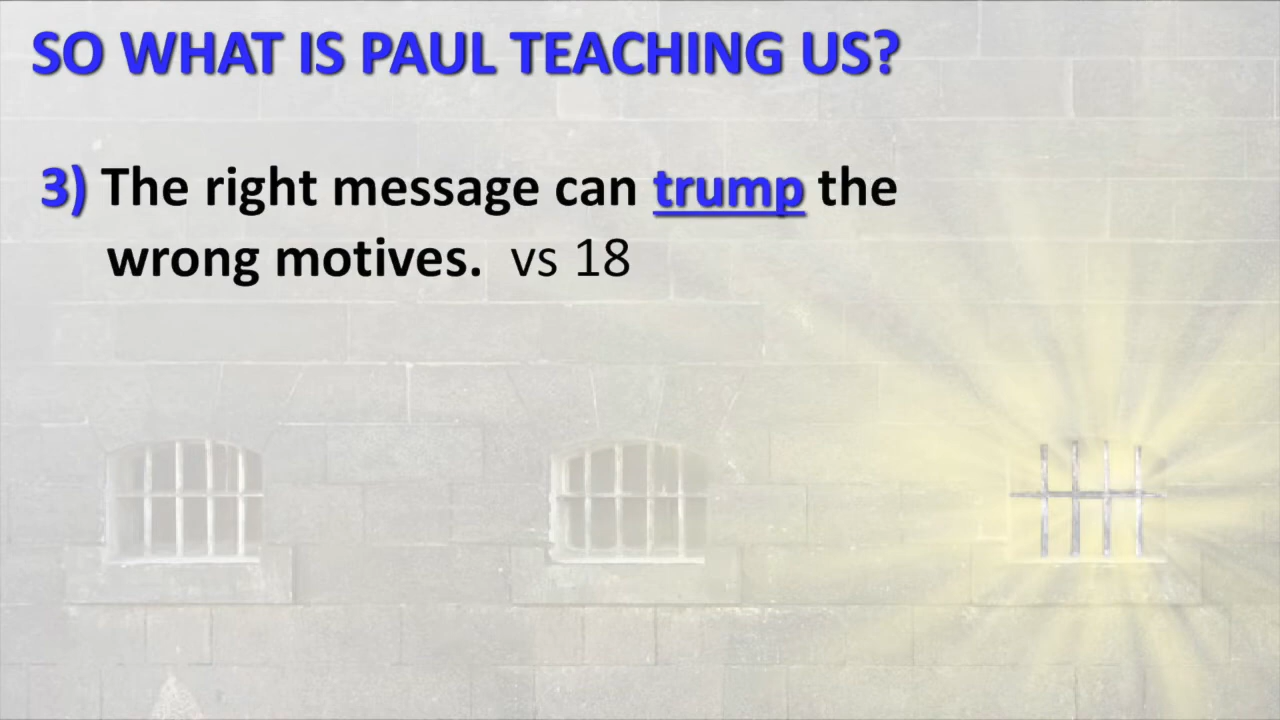 SO WHAT IS PAUL TEACHING US?
3) The right message can trump the
wrong motives. vs 18